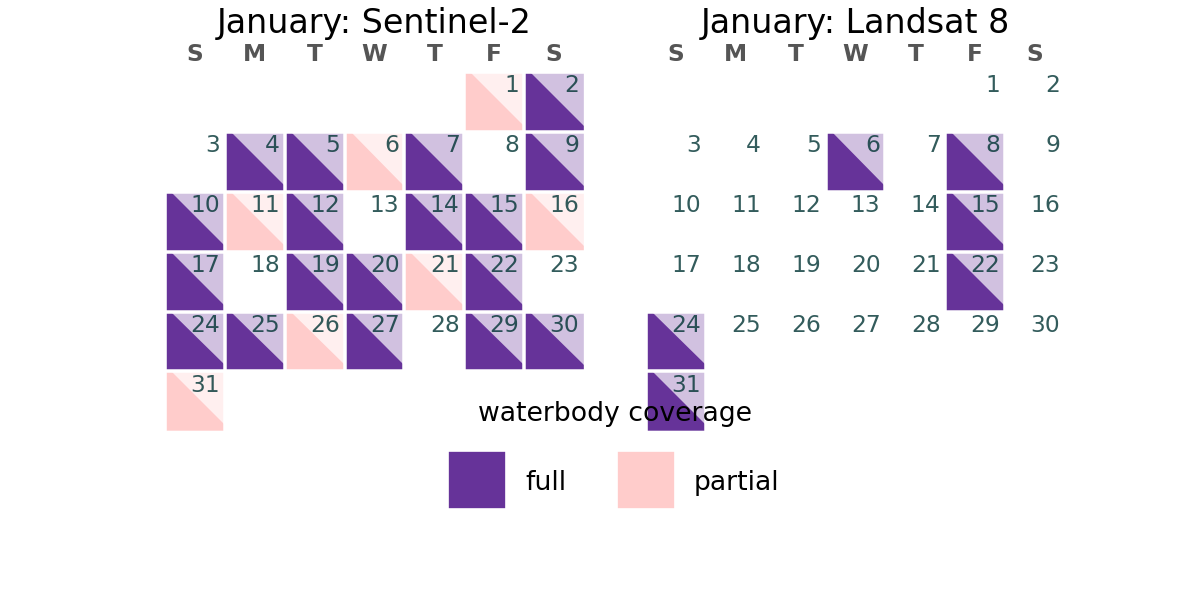 January: Sentinel-2
S M T W T F S
1 2
3 4 5 6 7 8 9
10 11 12 13 14 15 16
17 18 19 20 21 22 23
24 25 26 27 28 29 30
31
January: Landsat 8
S M T W T F S
1 2
3 4 5 6 7 8 9
10 11 12 13 14 15 16
17 18 19 20 21 22 23
24 25 26 27 28 29 30
31
waterbody coverage
full partial